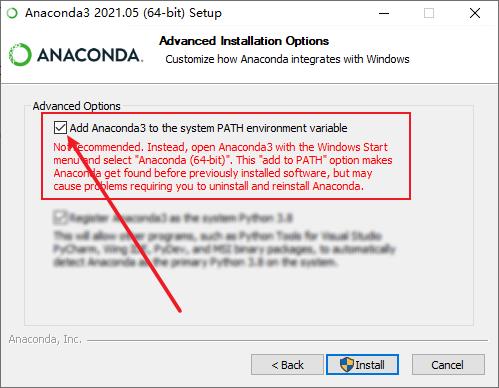 Anaconda3 2021.05 (64-bit) Setup
ANACONDA.
Advanced Installation Options
Customize how Anaconda integrates with Windows
Advanced Options
Add Anaconda3 to the system PATH environment variable
Not recommended. Instead, open Anaconda3 with the Windows Start
menu and select "Anaconda (64-bit)". This "add to PATH" option makes
Anaconda get found before previously installed software, but may
cause problems requiring you to uninstall and reinstall Anaconda.
Register Anaconda3 as the system Python 3.8
This will allow other programs, such as Python Tools for Visual Studio
PyCharm, Wing IDE, PyDev, and MSI binary packages, to automatically
detect Anaconda as the primary Python 3.8 on the system.
Anaconda, Inc.
< Back
Install
Cancel